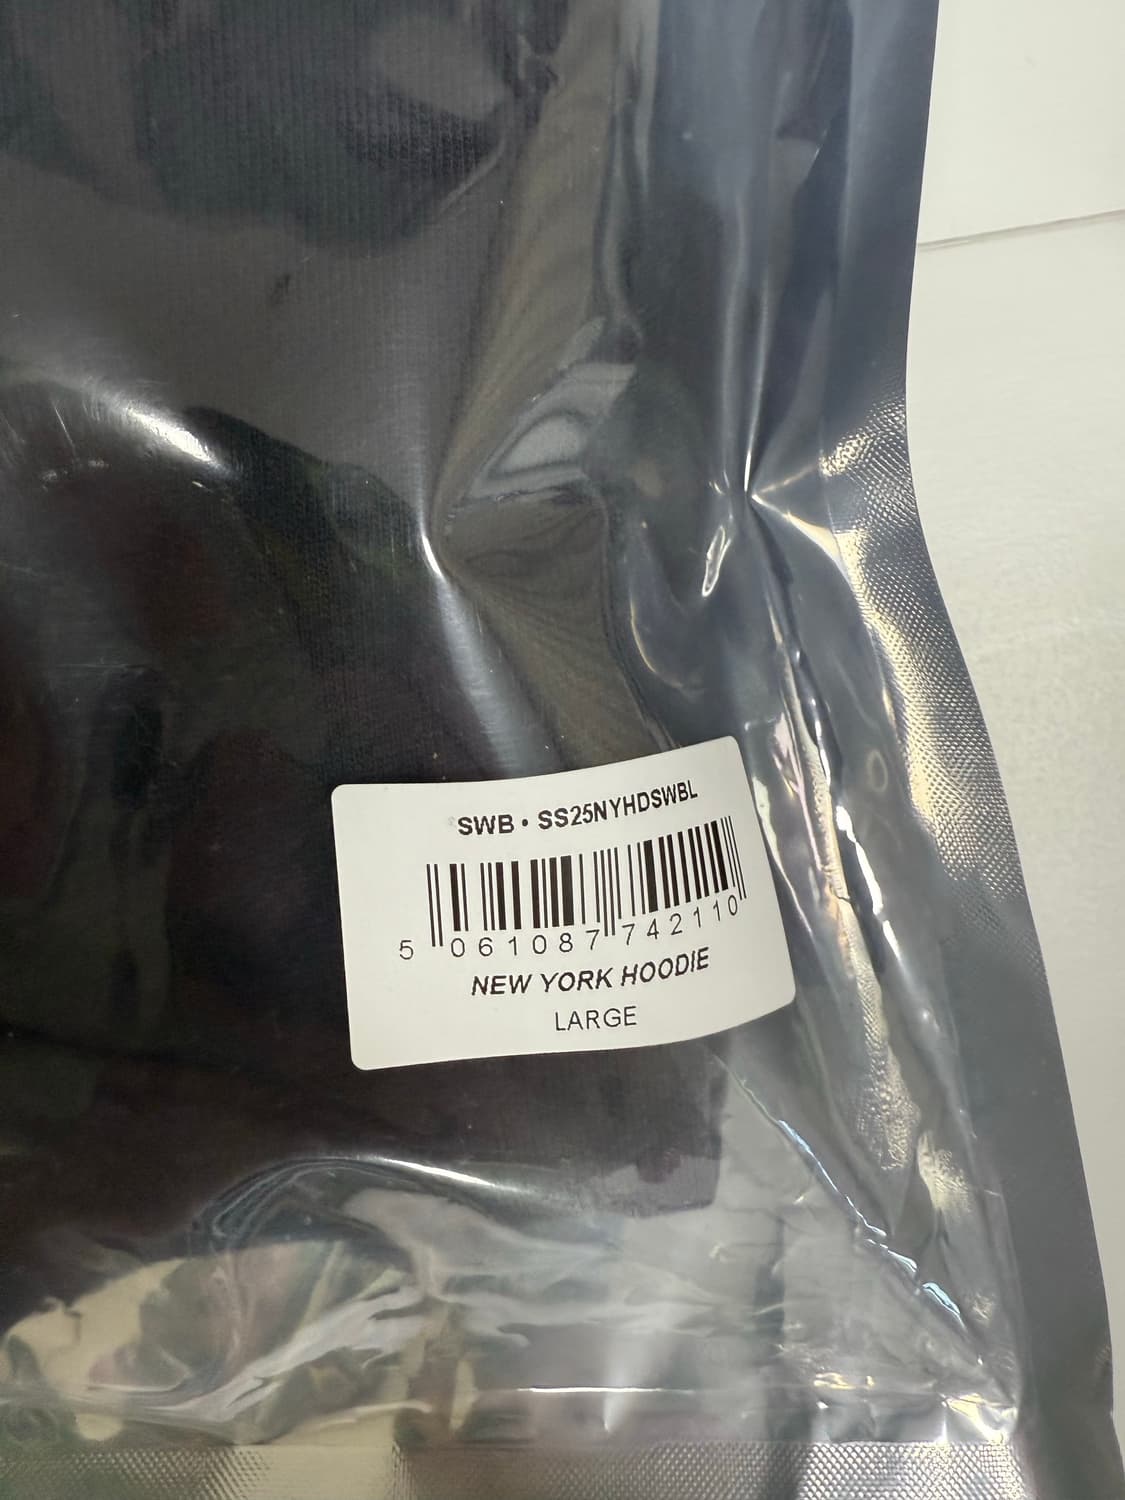 SWB • SS25NYHDSWBL
5 061087 742110
NEW YORK HOODIE
LARGE